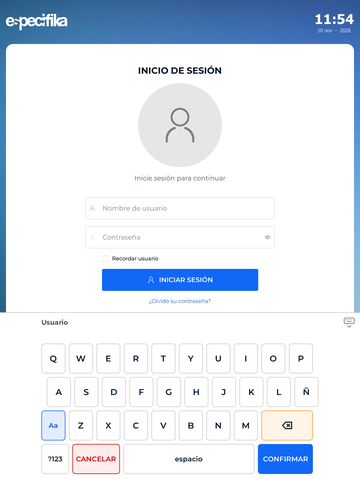 e·specifika
11:54
10 nov - 2026
INICIO DE SESIÓN
Inicie sesión para continuar
Nombre de usuario
Contraseña
Recordar usuario
INICIAR SESIÓN
¿Olvidó su contraseña?
Usuario
Q W E R T Y U I O P
A S D F G H J K L Ñ
Aa Z X C V B N M
?123 CANCELAR espacio CONFIRMAR